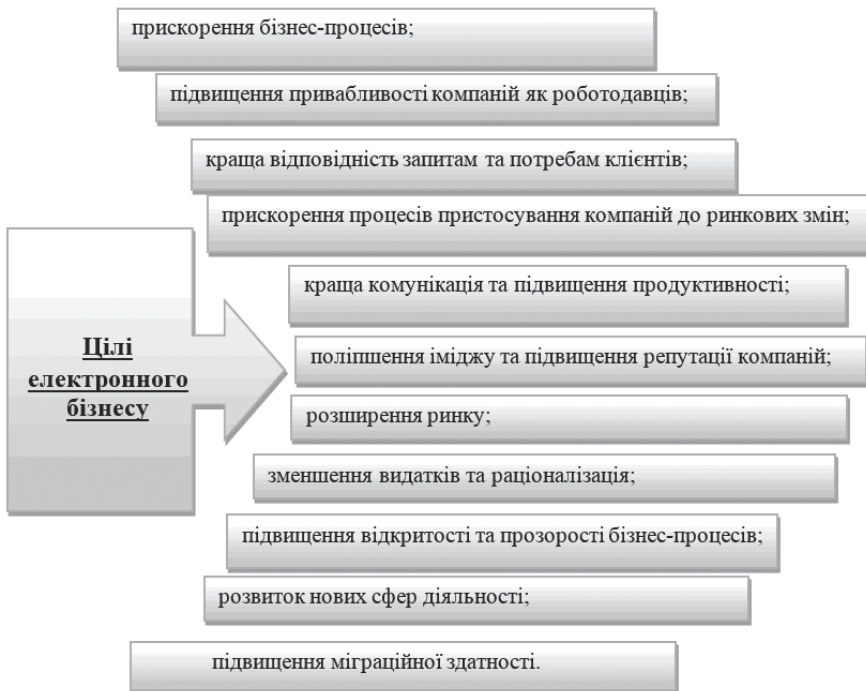 прискорення бізнес-процесів;
підвищення привабливості компаній як роботодавців;
краща відповідність запитам та потребам клієнтів;
прискорення процесів пристосування компаній до ринкових змін;
краща комунікація та підвищення продуктивності;
Цілі
електронного
бізнесу
поліпшення іміджу та підвищення репутації компаній;
розширення ринку;
зменшення видатків та раціоналізація;
підвищення відкритості та прозорості бізнес-процесів;
розвиток нових сфер діяльності;
підвищення міграційної здатності.